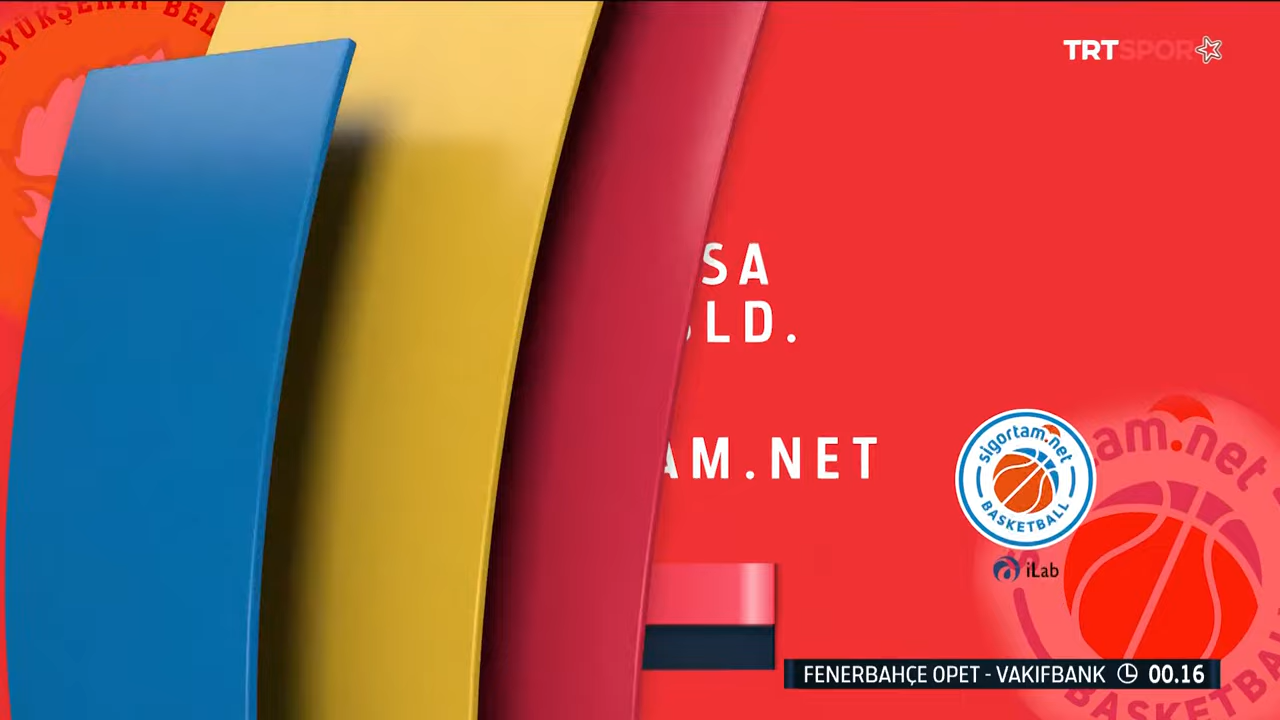 TRTSPOR
SA
LD.
AM.NET
sigortam.net
BASKETBALL
iLab
FENERBAHÇE OPET - VAKIFBANK 00.16